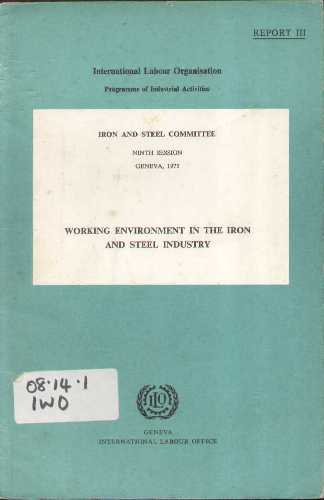 REPORT III
International Labour Organisation
Programme of Industrial Activities
IRON AND STEEL COMMITTEE
NINTH SESSION
GENEVA, 1975
WORKING ENVIRONMENT IN THE IRON
AND STEEL INDUSTRY
08·14·1
IWO
ILO
GENEVA
INTERNATIONAL LABOUR OFFICE